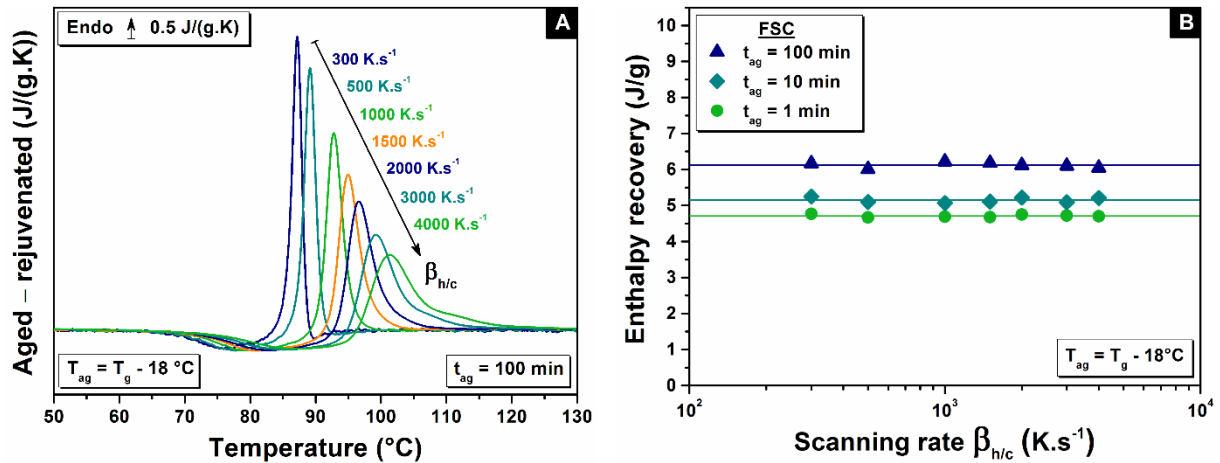 A
Endo ↑ 0.5 J/(g.K)
300 K.s⁻¹
500 K.s⁻¹
1000 K.s⁻¹
1500 K.s⁻¹
2000 K.s⁻¹
3000 K.s⁻¹
4000 K.s⁻¹
βh/c
Aged – rejuvenated (J/(g.K))
Tag = Tg - 18 °C
tag = 100 min
50 60 70 80 90 100 110 120 130
Temperature (°C)
B
FSC
tag = 100 min
tag = 10 min
tag = 1 min
Enthalpy recovery (J/g)
10
9
8
7
6
5
4
3
2
1
0
Tag = Tg - 18°C
10² 10³ 10⁴
Scanning rate βh/c (K.s⁻¹)